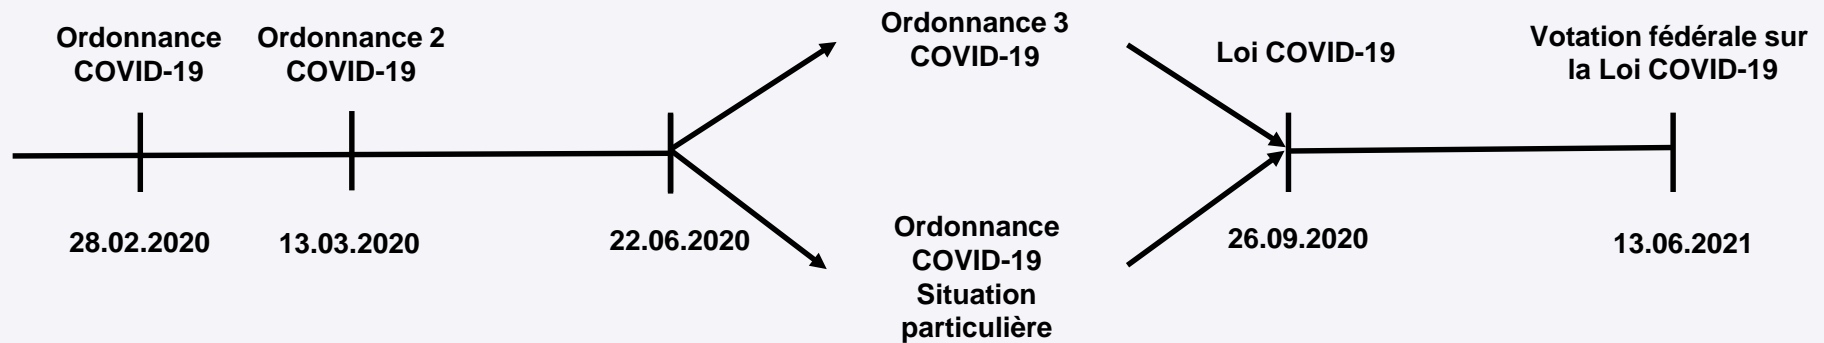 Ordonnance
COVID-19
Ordonnance 2
COVID-19
Ordonnance 3
COVID-19
Loi COVID-19
Votation fédérale sur
la Loi COVID-19
28.02.2020
13.03.2020
22.06.2020
Ordonnance
COVID-19
Situation
particulière
26.09.2020
13.06.2021